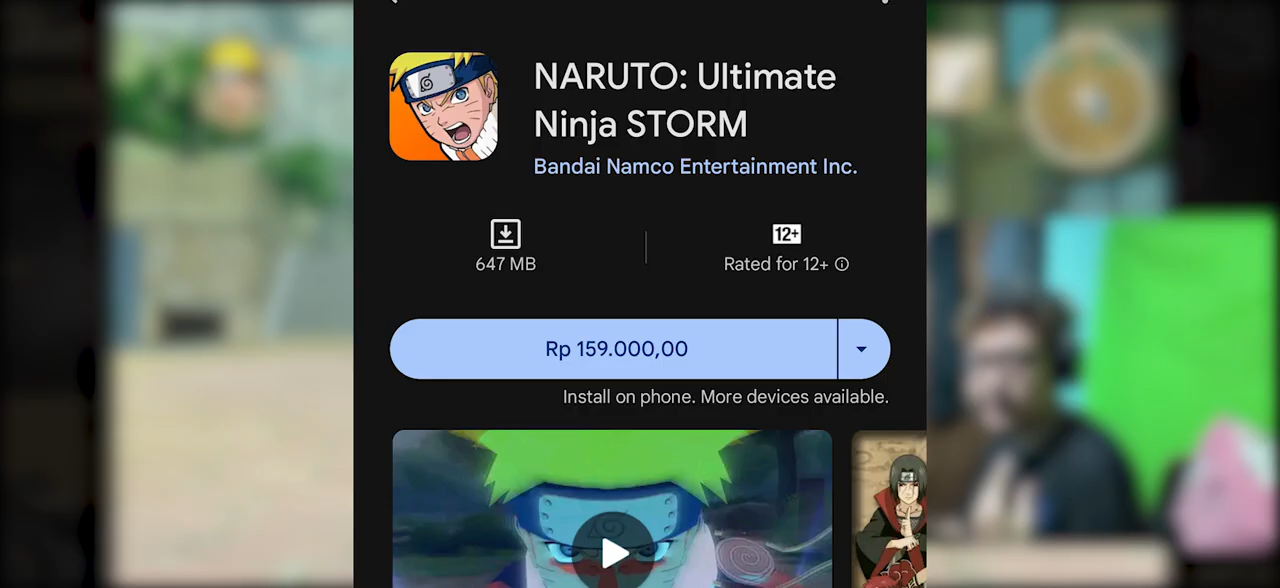 NARUTO: Ultimate
Ninja STORM
Bandai Namco Entertainment Inc.
12+
647 MB
Rated for 12+
Rp 159.000,00
Install on phone. More devices available.